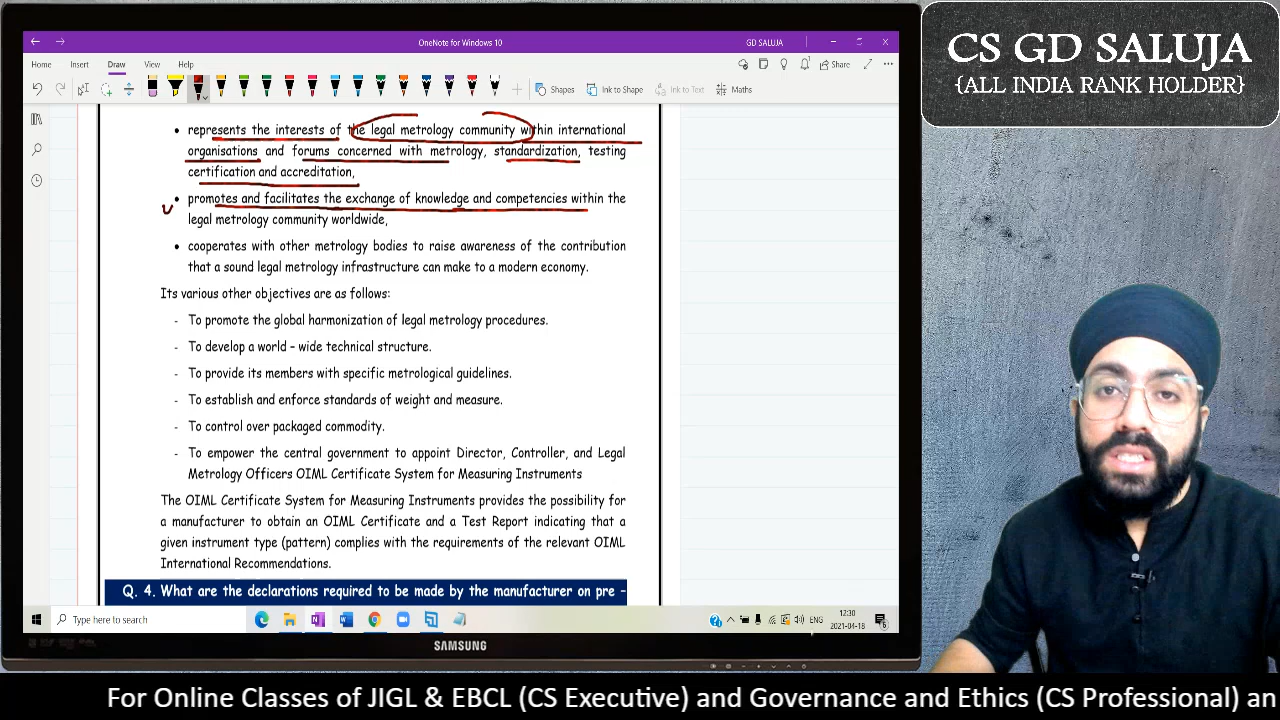 OneNote for Windows 10
GD SALUJA
Home Insert Draw View Help
Share
Shapes
Ink to Shape
Ink to Text
Maths
• represents the interests of the legal metrology community within international
organisations and forums concerned with metrology, standardization, testing
certification and accreditation,
• promotes and facilitates the exchange of knowledge and competencies within the
legal metrology community worldwide,
• cooperates with other metrology bodies to raise awareness of the contribution
that a sound legal metrology infrastructure can make to a modern economy.
Its various other objectives are as follows:
- To promote the global harmonization of legal metrology procedures.
- To develop a world – wide technical structure.
- To provide its members with specific metrological guidelines.
- To establish and enforce standards of weight and measure.
- To control over packaged commodity.
- To empower the central government to appoint Director, Controller, and Legal
Metrology Officers OIML Certificate System for Measuring Instruments
The OIML Certificate System for Measuring Instruments provides the possibility for
a manufacturer to obtain an OIML Certificate and a Test Report indicating that a
given instrument type (pattern) complies with the requirements of the relevant OIML
International Recommendations.
Q. 4. What are the declarations required to be made by the manufacturer on pre –
Type here to search
ENG
12:30
2021-04-18
SAMSUNG
CS GD SALUJA
{ALL INDIA RANK HOLDER}
For Online Classes of JIGL & EBCL (CS Executive) and Governance and Ethics (CS Professional) an